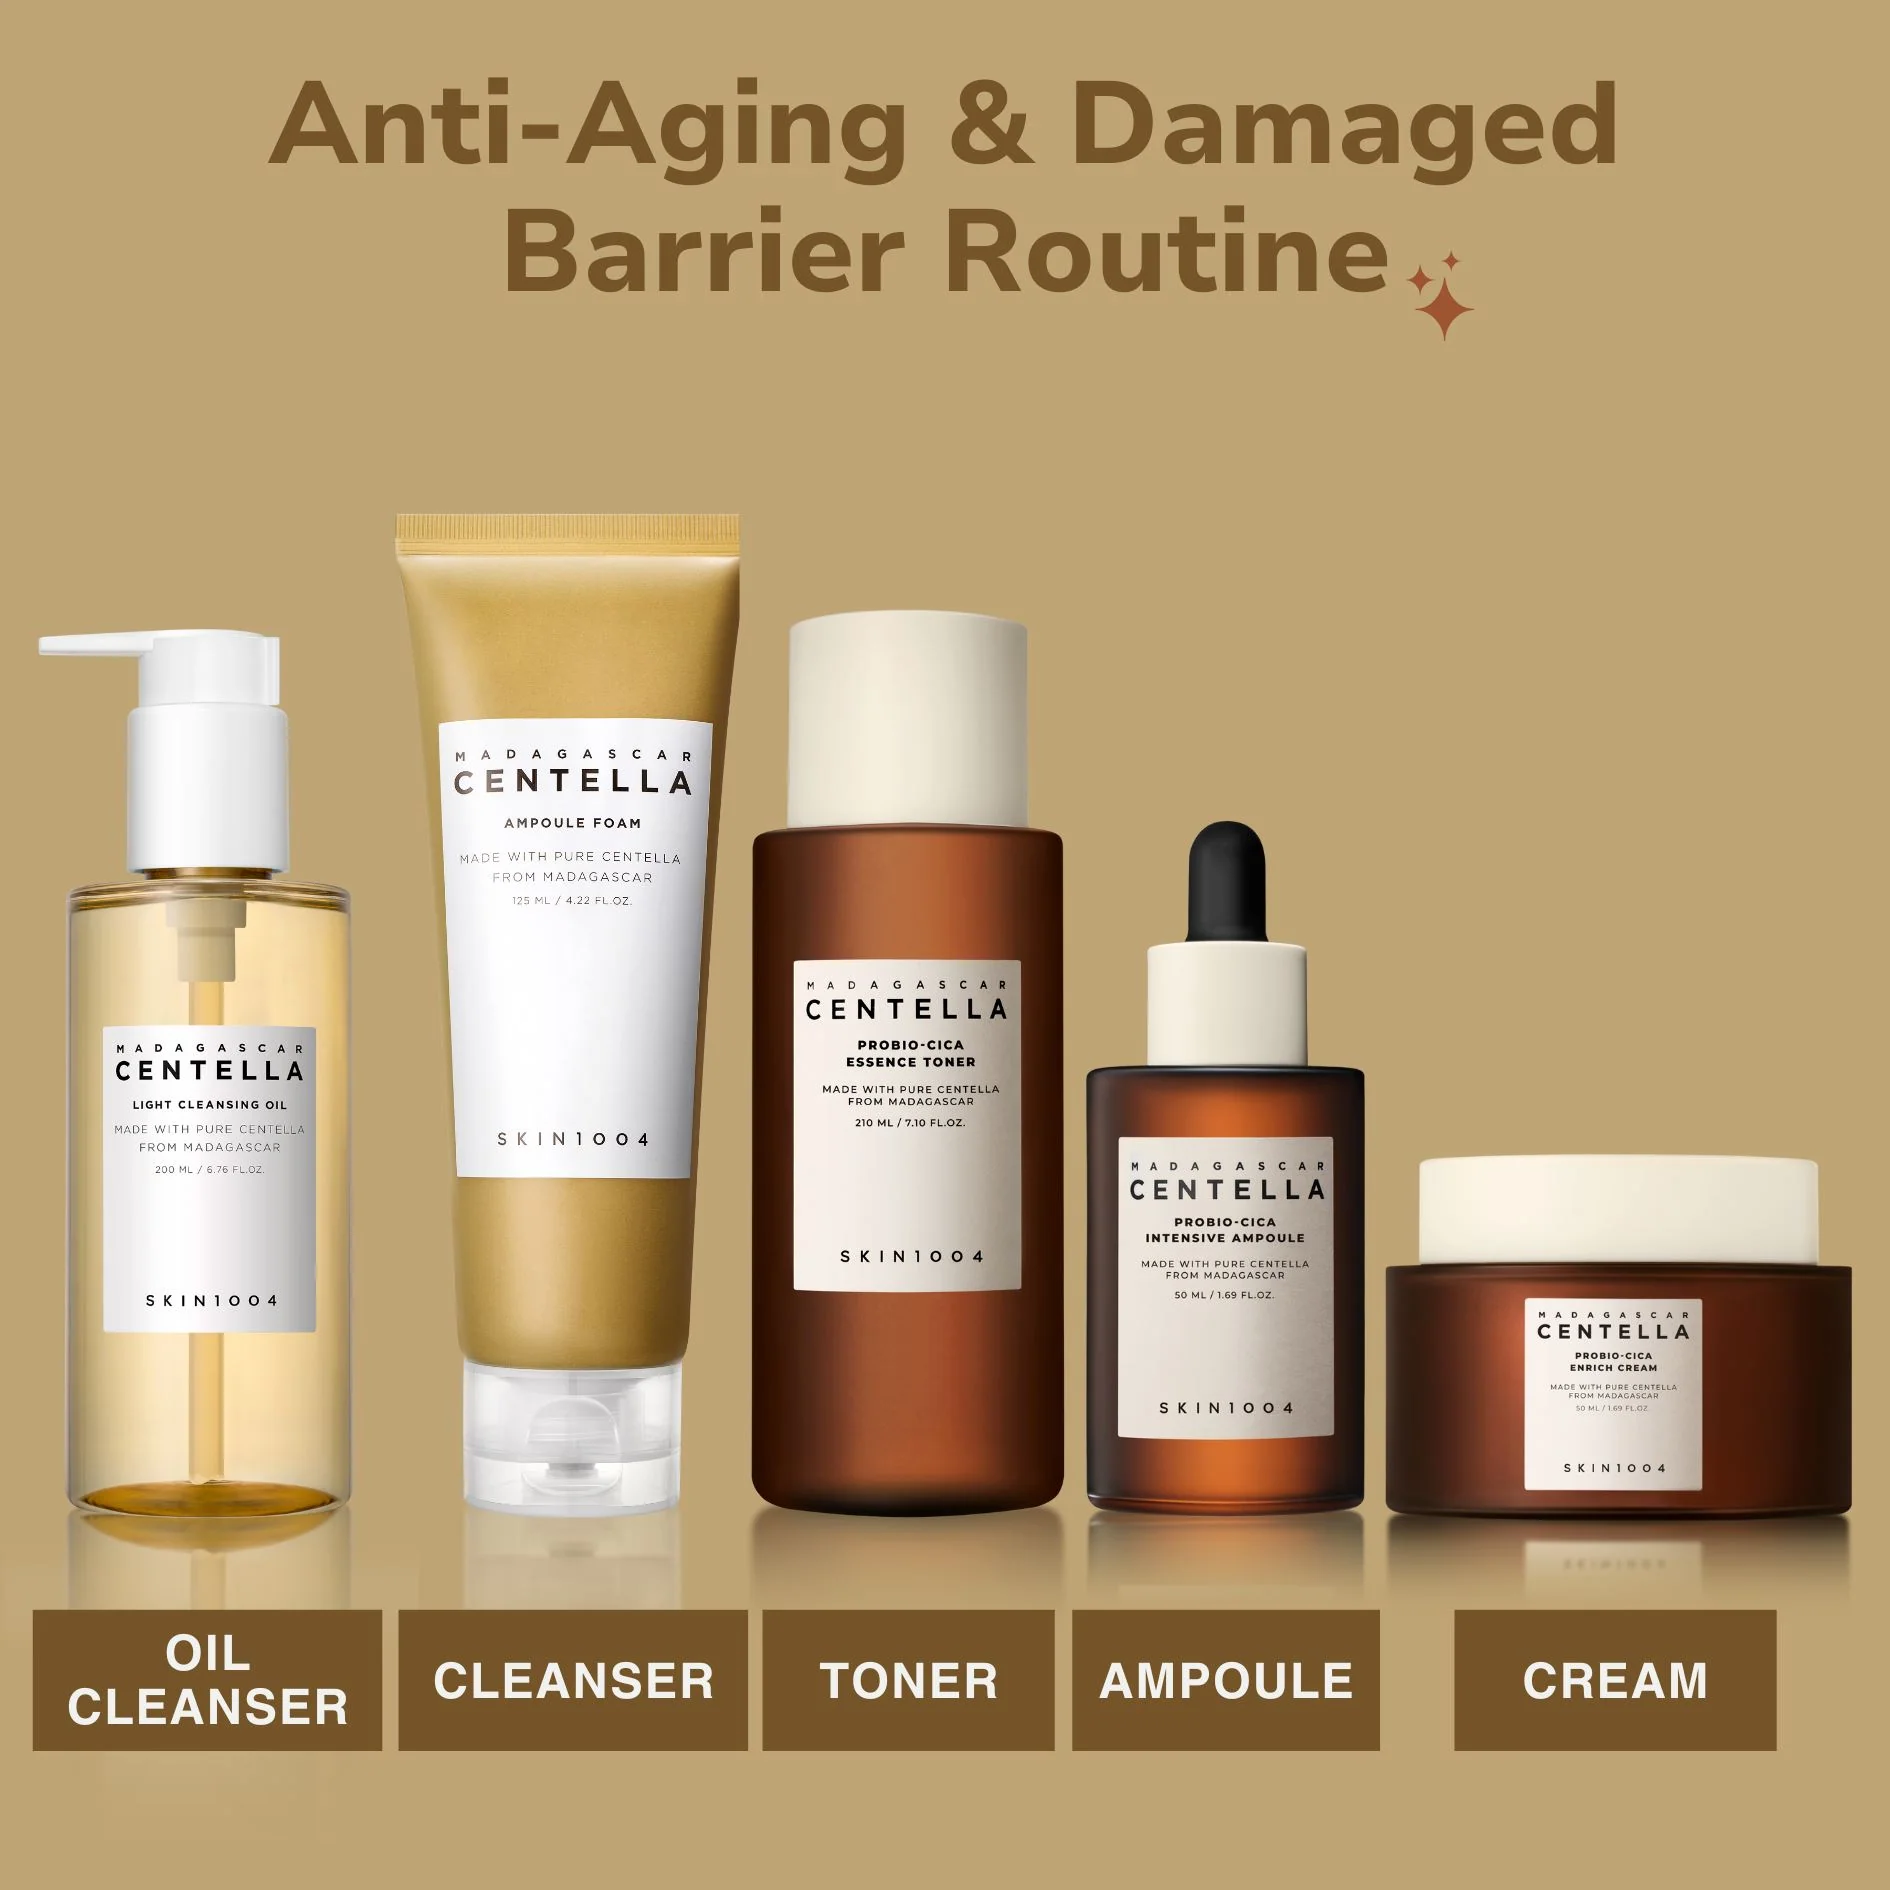 Anti-Aging & Damaged
Barrier Routine
MADAGASCAR
CENTELLA
LIGHT CLEANSING OIL
MADE WITH PURE CENTELLA
FROM MADAGASCAR
200 ML / 6.76 FL.OZ.
SKIN1004
MADAGASCAR
CENTELLA
AMPOULE FOAM
MADE WITH PURE CENTELLA
FROM MADAGASCAR
125 ML / 4.22 FL.OZ.
SKIN1004
MADAGASCAR
CENTELLA
PROBIO-CICA
ESSENCE TONER
MADE WITH PURE CENTELLA
FROM MADAGASCAR
210 ML / 7.10 FL.OZ.
SKIN1004
MADAGASCAR
CENTELLA
PROBIO-CICA
INTENSIVE AMPOULE
MADE WITH PURE CENTELLA
FROM MADAGASCAR
50 ML / 1.69 FL.OZ.
SKIN1004
MADAGASCAR
CENTELLA
PROBIO-CICA
ENRICH CREAM
MADE WITH PURE CENTELLA
FROM MADAGASCAR
50 ML / 1.69 FL.OZ.
SKIN1004
OIL
CLEANSER
CLEANSER
TONER
AMPOULE
CREAM